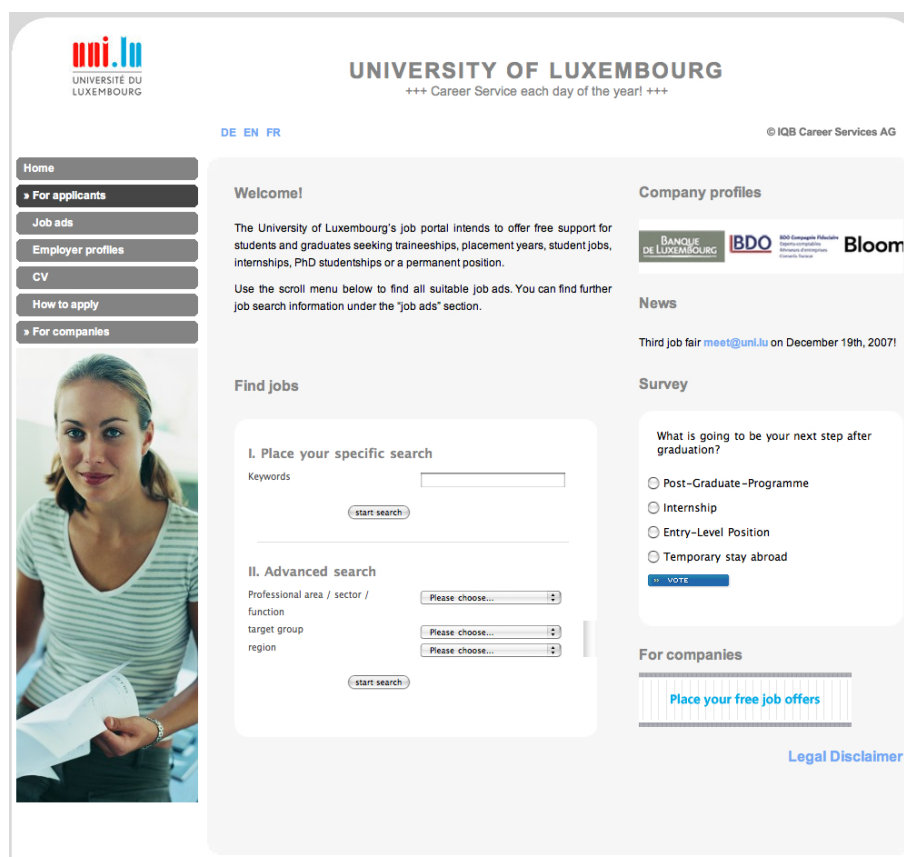 uni.lu
UNIVERSITÉ DU
LUXEMBOURG
UNIVERSITY OF LUXEMBOURG
+++ Career Service each day of the year! +++
DE EN FR
© IQB Career Services AG
Home
» For applicants
Job ads
Employer profiles
CV
How to apply
» For companies
Welcome!
The University of Luxembourg's job portal intends to offer free support for
students and graduates seeking traineeships, placement years, student jobs,
internships, PhD studentships or a permanent position.
Use the scroll menu below to find all suitable job ads. You can find further
job search information under the "job ads" section.
Find jobs
I. Place your specific search
Keywords
start search
II. Advanced search
Professional area / sector /
function
Please choose...
target group
Please choose...
region
Please choose...
start search
Company profiles
BANQUE
DE LUXEMBOURG
BDO
BDO Compagnie Fiduciaire
Experts-comptables
Réviseurs d'entreprises
Conseils fiscaux
Bloom
News
Third job fair meet@uni.lu on December 19th, 2007!
Survey
What is going to be your next step after
graduation?
Post-Graduate-Programme
Internship
Entry-Level Position
Temporary stay abroad
» VOTE
For companies
Place your free job offers
Legal Disclaimer